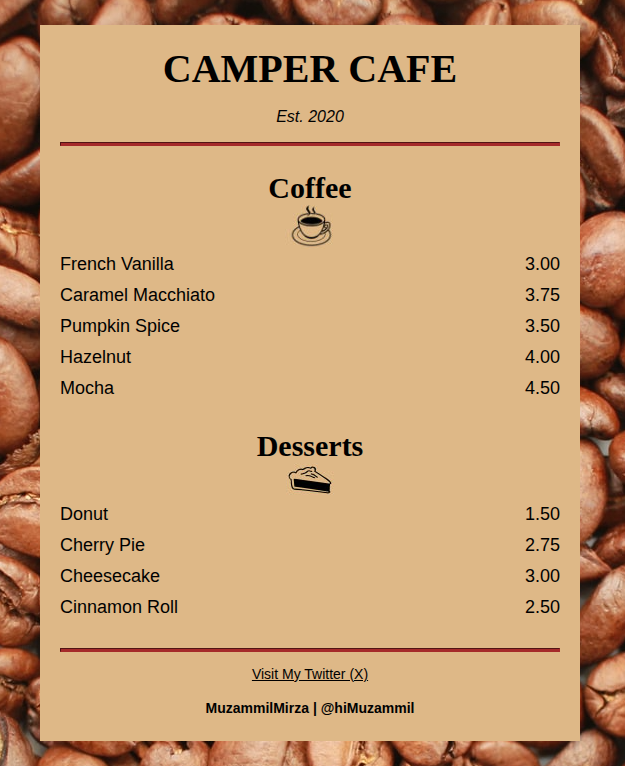 CAMPER CAFE
Est. 2020
Coffee
French Vanilla 3.00
Caramel Macchiato 3.75
Pumpkin Spice 3.50
Hazelnut 4.00
Mocha 4.50
Desserts
Donut 1.50
Cherry Pie 2.75
Cheesecake 3.00
Cinnamon Roll 2.50
Visit My Twitter (X)
MuzammilMirza | @hiMuzammil